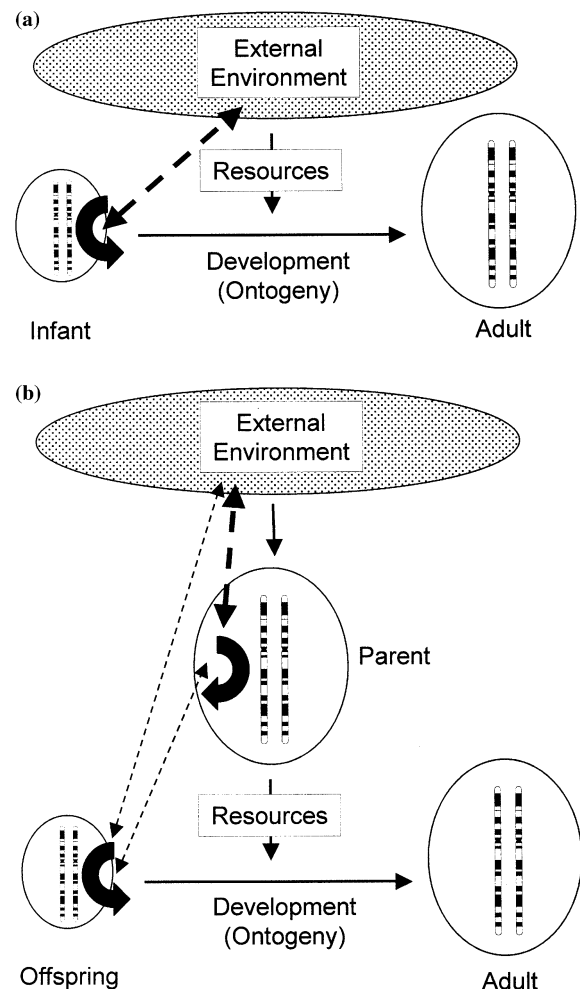 (a)
External
Environment
Resources
Development
(Ontogeny)
Infant
Adult
(b)
External
Environment
Parent
Resources
Development
(Ontogeny)
Offspring
Adult